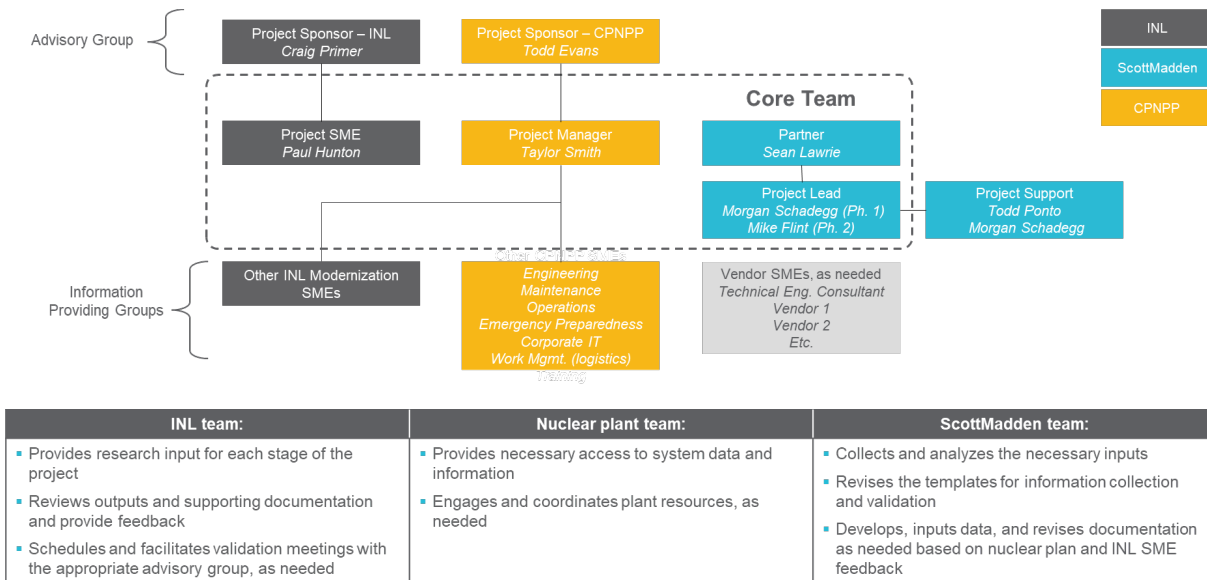 Advisory Group
Project Sponsor – INL
Craig Primer
Project Sponsor – CPNPP
Todd Evans
INL
ScottMadden
CPNPP
Core Team
Project SME
Paul Hunton
Project Manager
Taylor Smith
Partner
Sean Lawrie
Project Lead
Morgan Schadegg (Ph. 1)
Mike Flint (Ph. 2)
Project Support
Todd Ponto
Morgan Schadegg
Information
Providing Groups
Other INL Modernization
SMEs
Other CPNPP SMEs
Engineering
Maintenance
Operations
Emergency Preparedness
Corporate IT
Work Mgmt. (logistics)
Training
Vendor SMEs, as needed
Technical Eng. Consultant
Vendor 1
Vendor 2
Etc.
INL team:
▪ Provides research input for each stage of the
project
▪ Reviews outputs and supporting documentation
and provide feedback
▪ Schedules and facilitates validation meetings with
the appropriate advisory group, as needed
Nuclear plant team:
▪ Provides necessary access to system data and
information
▪ Engages and coordinates plant resources, as
needed
ScottMadden team:
▪ Collects and analyzes the necessary inputs
▪ Revises the templates for information collection
and validation
▪ Develops, inputs data, and revises documentation
as needed based on nuclear plan and INL SME
feedback